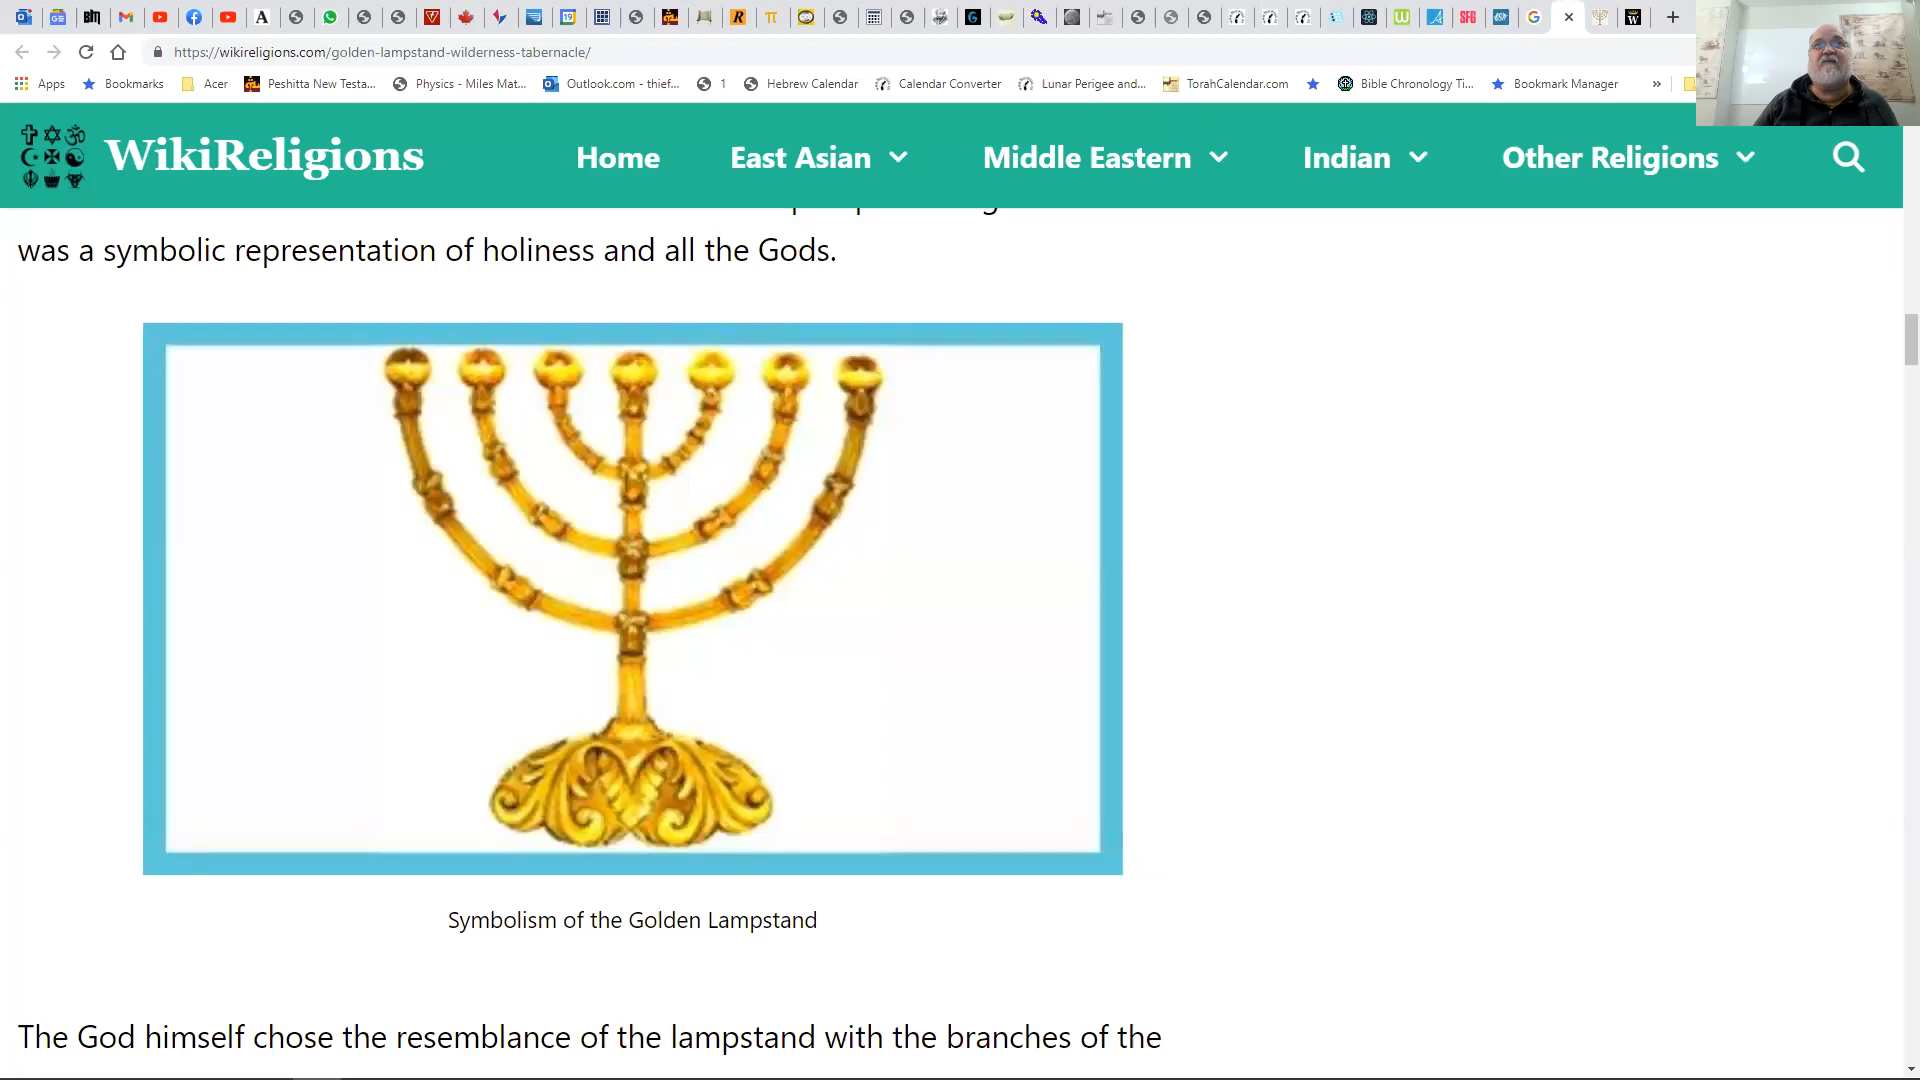 https://wikireligions.com/golden-lampstand-wilderness-tabernacle/
Apps Bookmarks Acer Peshitta New Testa... Physics - Miles Mat... Outlook.com - thief... 1 Hebrew Calendar Calendar Converter Lunar Perigee and... TorahCalendar.com Bible Chronology Ti... Bookmark Manager »
WikiReligions Home East Asian Middle Eastern Indian Other Religions
was a symbolic representation of holiness and all the Gods.
Symbolism of the Golden Lampstand
The God himself chose the resemblance of the lampstand with the branches of the